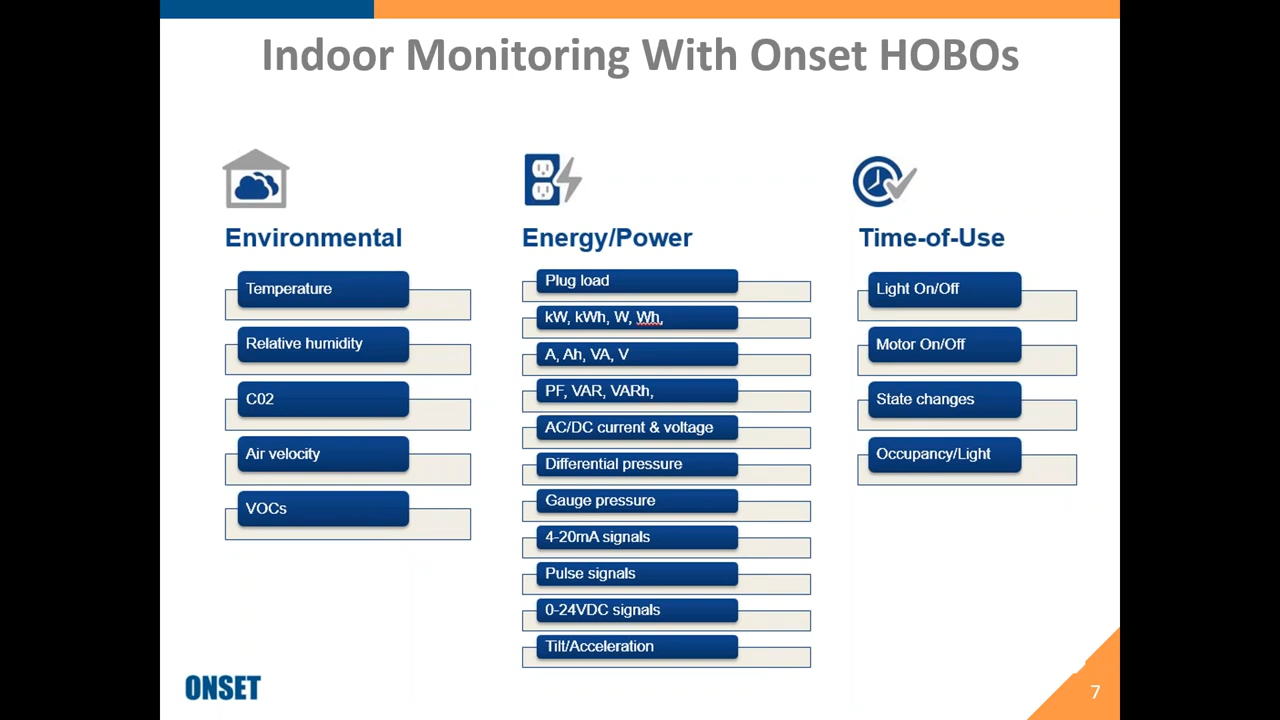 Indoor Monitoring With Onset HOBOs
Environmental
Temperature
Relative humidity
C02
Air velocity
VOCs
Energy/Power
Plug load
kW, kWh, W, Wh,
A, Ah, VA, V
PF, VAR, VARh,
AC/DC current & voltage
Differential pressure
Gauge pressure
4-20mA signals
Pulse signals
0-24VDC signals
Tilt/Acceleration
Time-of-Use
Light On/Off
Motor On/Off
State changes
Occupancy/Light
ONSET
7